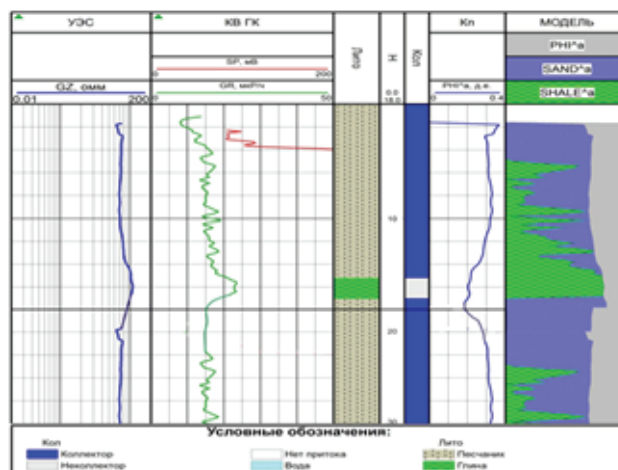 УЭС
КВ ГК
Лито
Н
Кол
Кп
МОДЕЛЬ
PHI^a
SP, мВ
0 200
SAND^a
GZ, омм
0.01 200
GR, мкР/ч
0 50
0.0
18.0
PHI^a, д.е.
0 0.4
SHALE^a
10
20
30
Условные обозначения:
Кол
Лито
Коллектор
Нет притока
Песчаник
Неколлектор
Вода
Глина